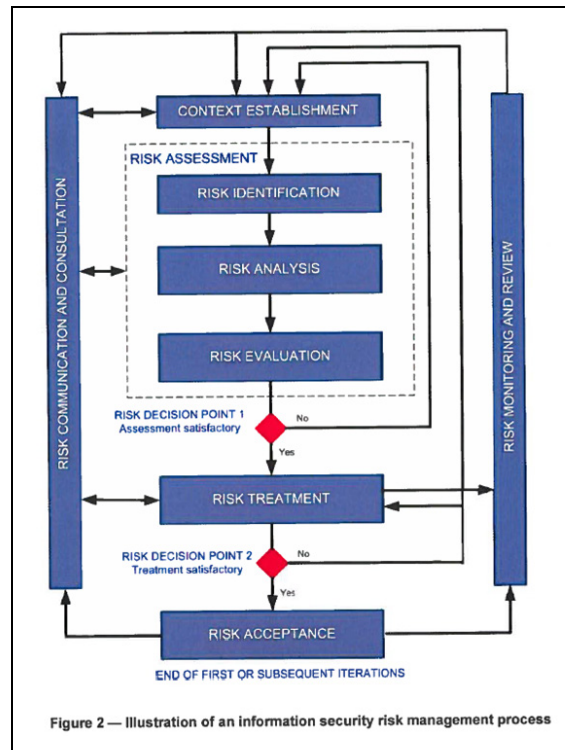 CONTEXT ESTABLISHMENT
RISK ASSESSMENT
RISK IDENTIFICATION
RISK ANALYSIS
RISK EVALUATION
RISK COMMUNICATION AND CONSULTATION
RISK MONITORING AND REVIEW
RISK DECISION POINT 1
Assessment satisfactory
No
Yes
RISK TREATMENT
RISK DECISION POINT 2
Treatment satisfactory
No
Yes
RISK ACCEPTANCE
END OF FIRST OR SUBSEQUENT ITERATIONS
Figure 2 — Illustration of an information security risk management process